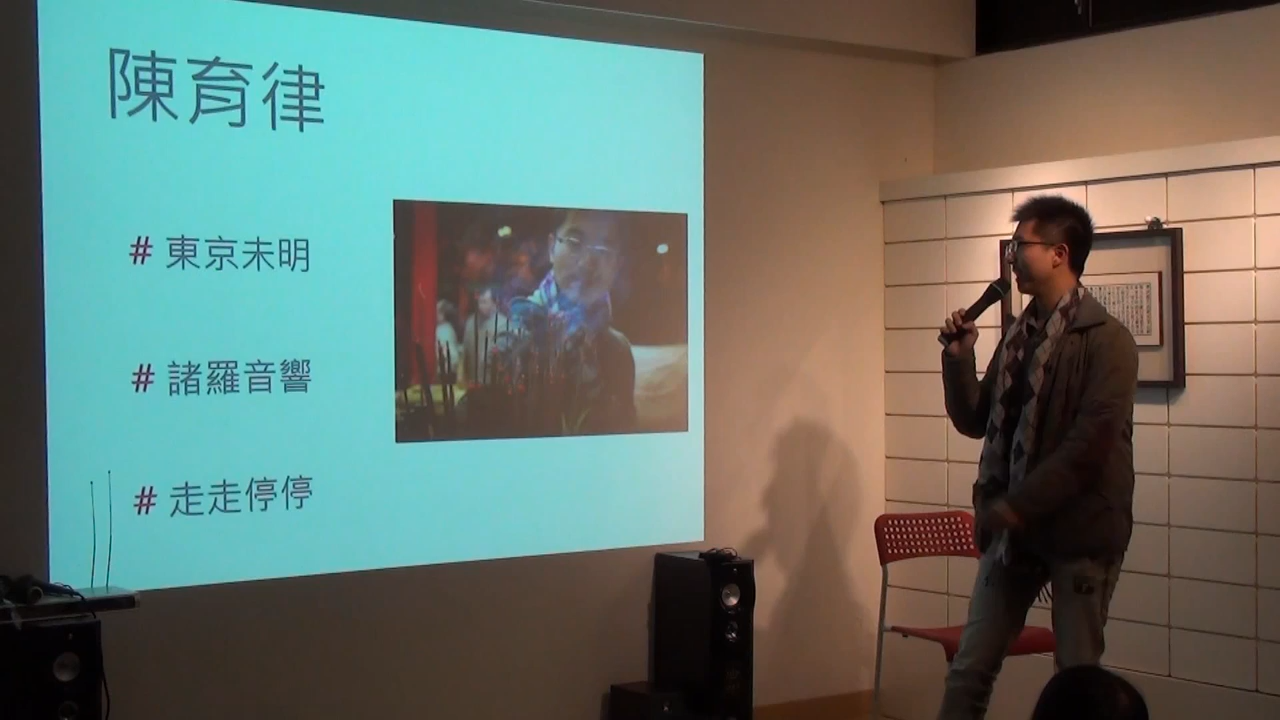 陳育律
# 東京未明
# 諸羅音響
# 走走停停